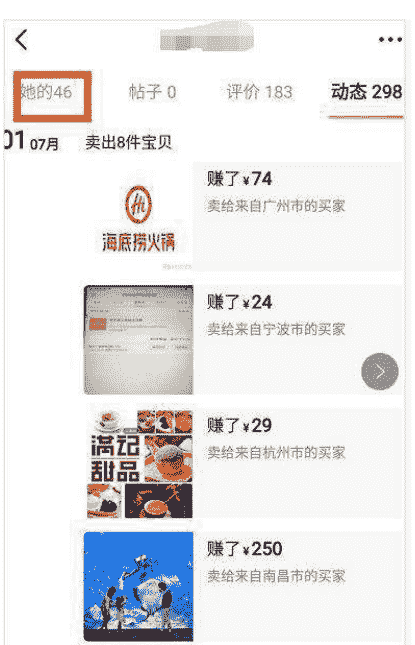 她的46
帖子 0
评价 183
动态 298
01 07月
卖出8件宝贝
赚了¥74
卖给来自广州市的买家
海底捞火锅
赚了¥24
卖给来自宁波市的买家
赚了¥29
卖给来自杭州市的买家
满记
甜品
赚了¥250
卖给来自南昌市的买家